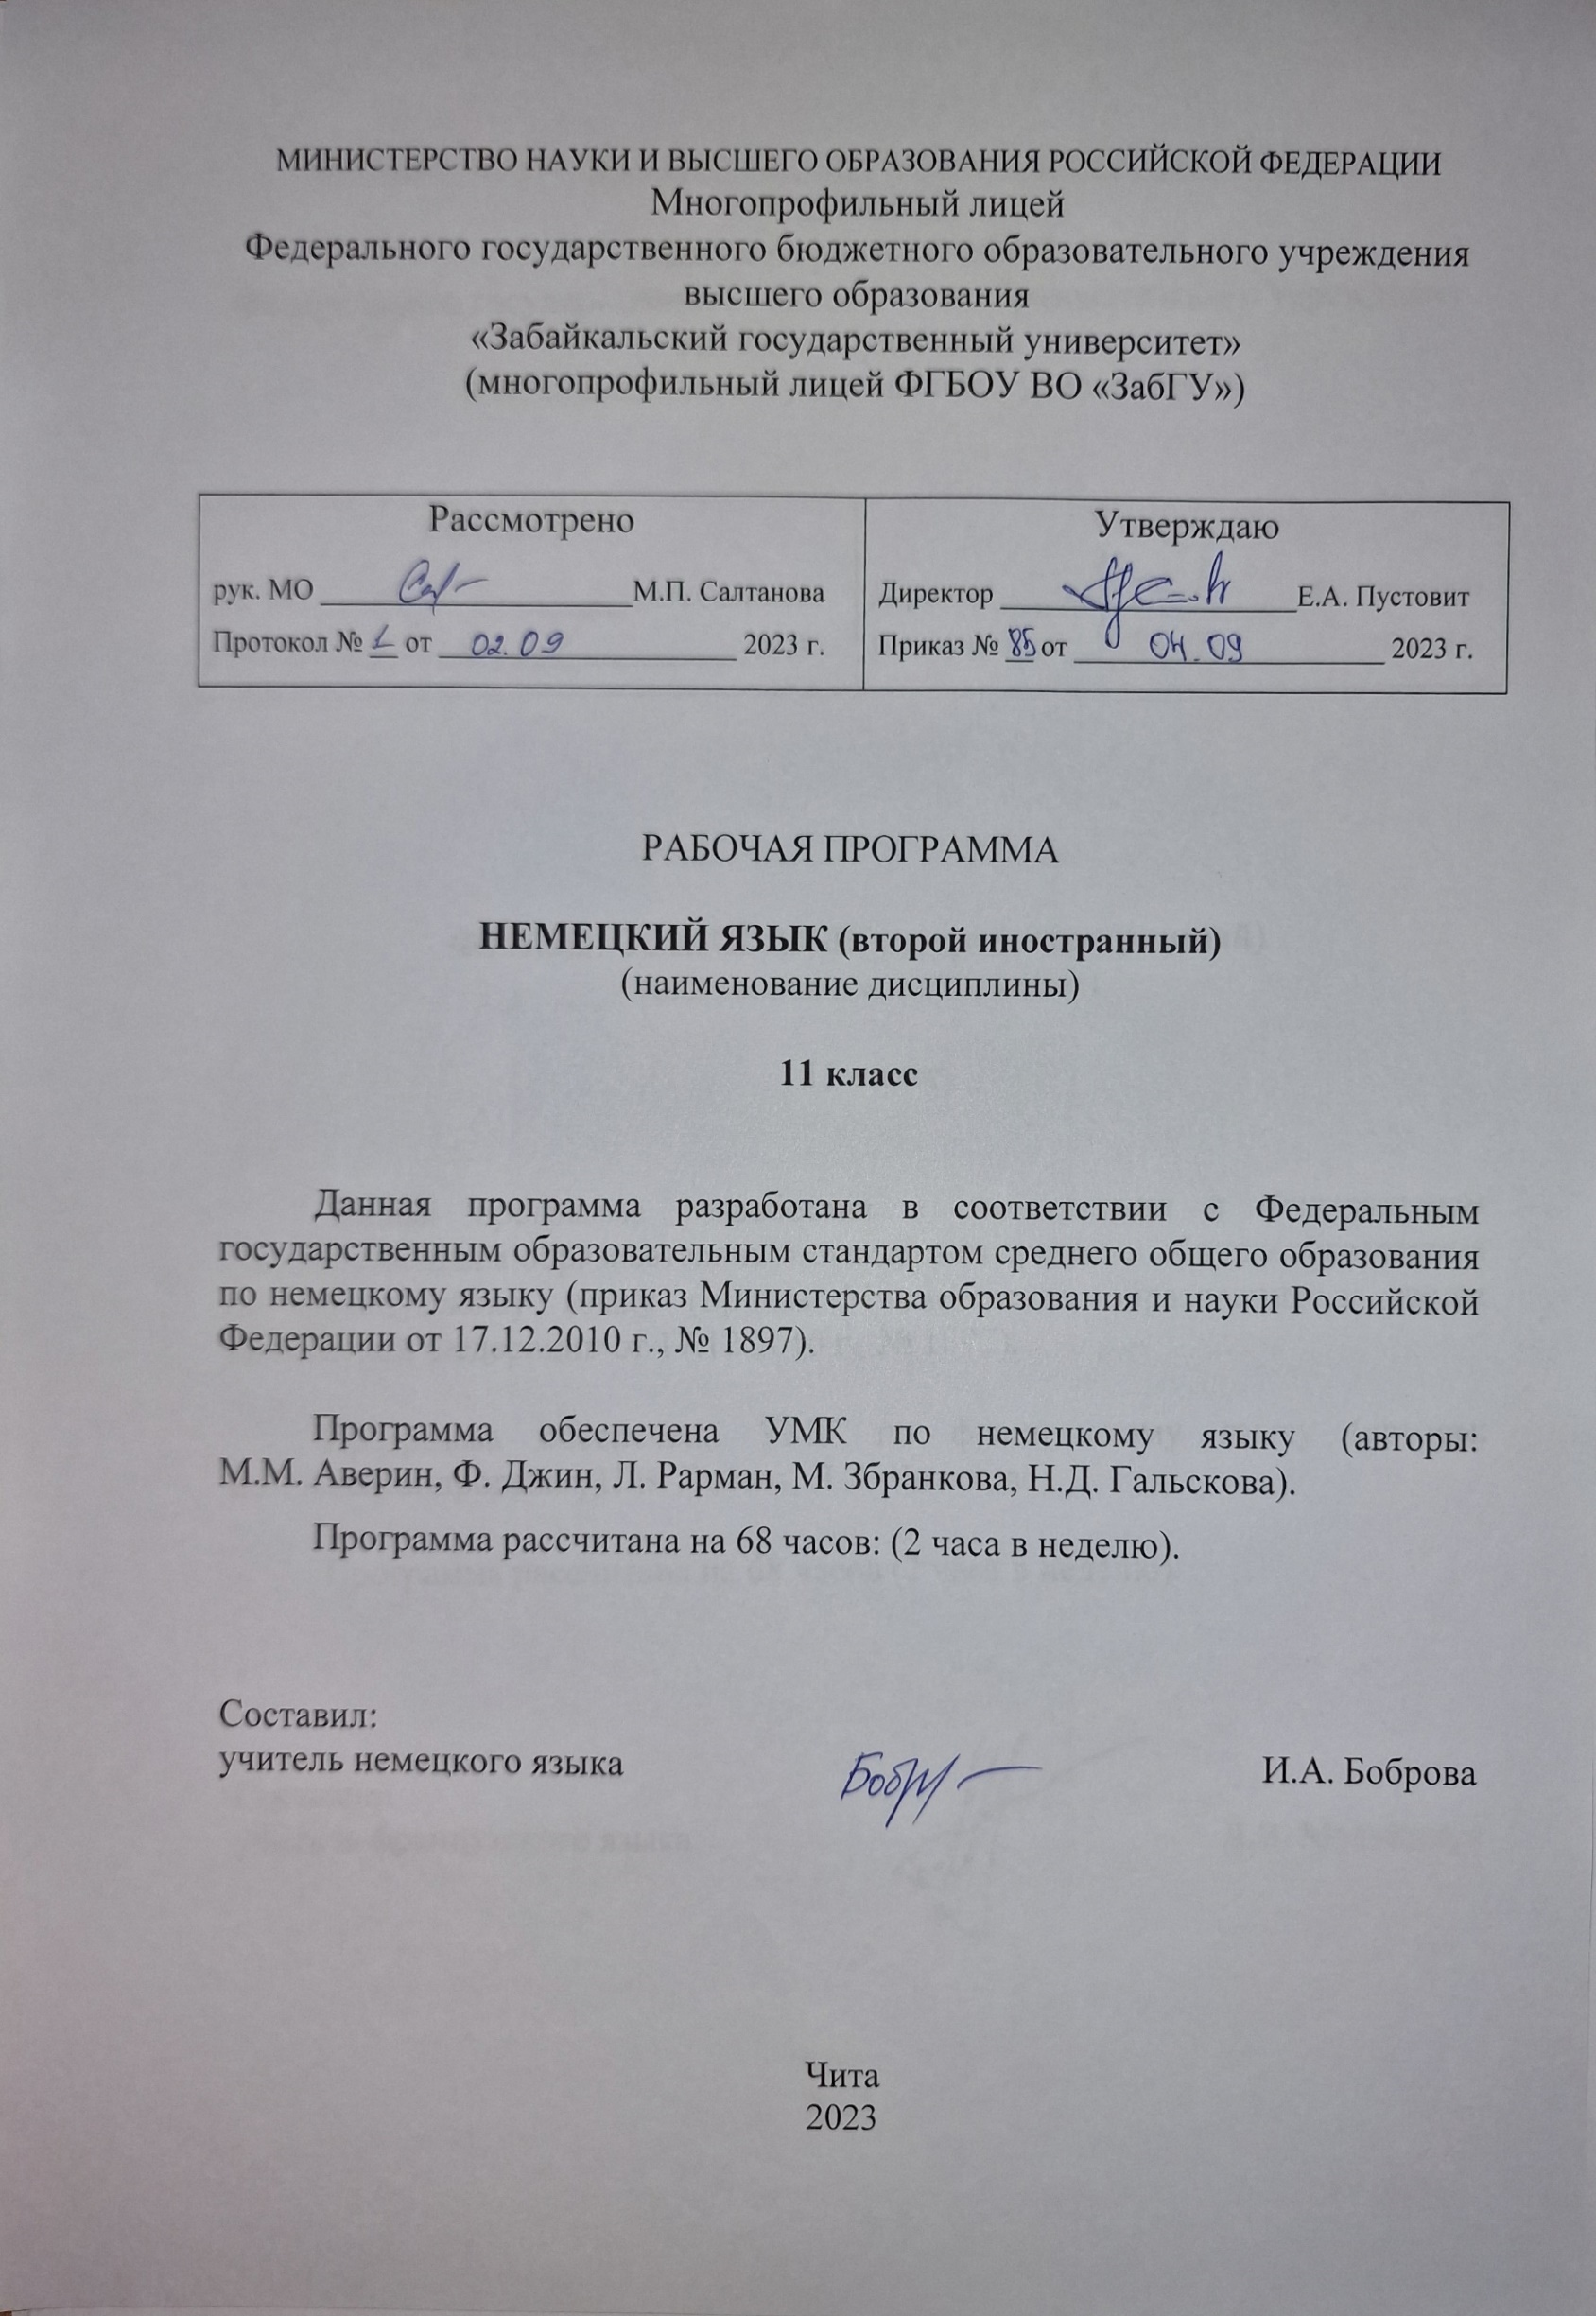 МИНИСТЕРСТВО НАУКИ И ВЫСШЕГО ОБРАЗОВАНИЯ РОССИЙСКОЙ ФЕДЕРАЦИИ
Многопрофильный лицей
Федерального государственного бюджетного образовательного учреждения
высшего образования
«Забайкальский государственный университет»
(многопрофильный лицей ФГБОУ ВО «ЗабГУ»)
Рассмотрено
рук. МО М.П. Салтанова
Протокол № 1 от 02.09 2023 г.
Утверждаю
Директор Е.А. Пустовит
Приказ № 85 от 04.09 2023 г.
РАБОЧАЯ ПРОГРАММА
НЕМЕЦКИЙ ЯЗЫК (второй иностранный)
(наименование дисциплины)
11 класс
Данная программа разработана в соответствии с Федеральным
государственным образовательным стандартом среднего общего образования
по немецкому языку (приказ Министерства образования и науки Российской
Федерации от 17.12.2010 г., № 1897).
Программа обеспечена УМК по немецкому языку (авторы:
М.М. Аверин, Ф. Джин, Л. Рарман, М. Збранкова, Н.Д. Гальскова).
Программа рассчитана на 68 часов: (2 часа в неделю).
Составил:
учитель немецкого языка И.А. Боброва
Чита
2023